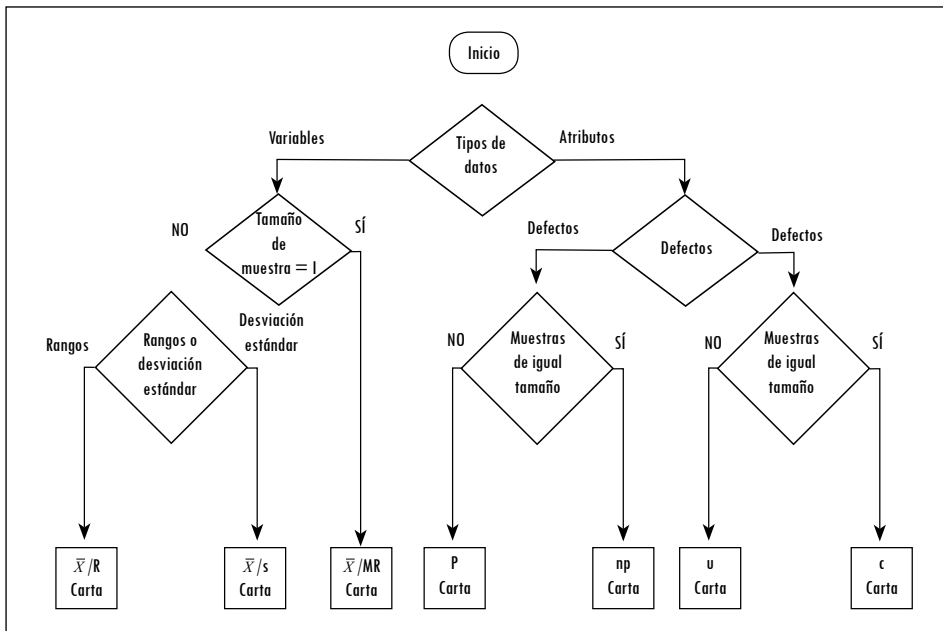 Inicio
Variables
Tipos de
datos
Atributos
NO
Tamaño
de
muestra = I
SÍ
Defectos
Defectos
Defectos
Rangos
Rangos o
desviación
estándar
Desviación
estándar
NO
Muestras
de igual
tamaño
SÍ
NO
Muestras
de igual
tamaño
SÍ
X̅/R
Carta
X̅/s
Carta
X̅/MR
Carta
P
Carta
np
Carta
u
Carta
c
Carta